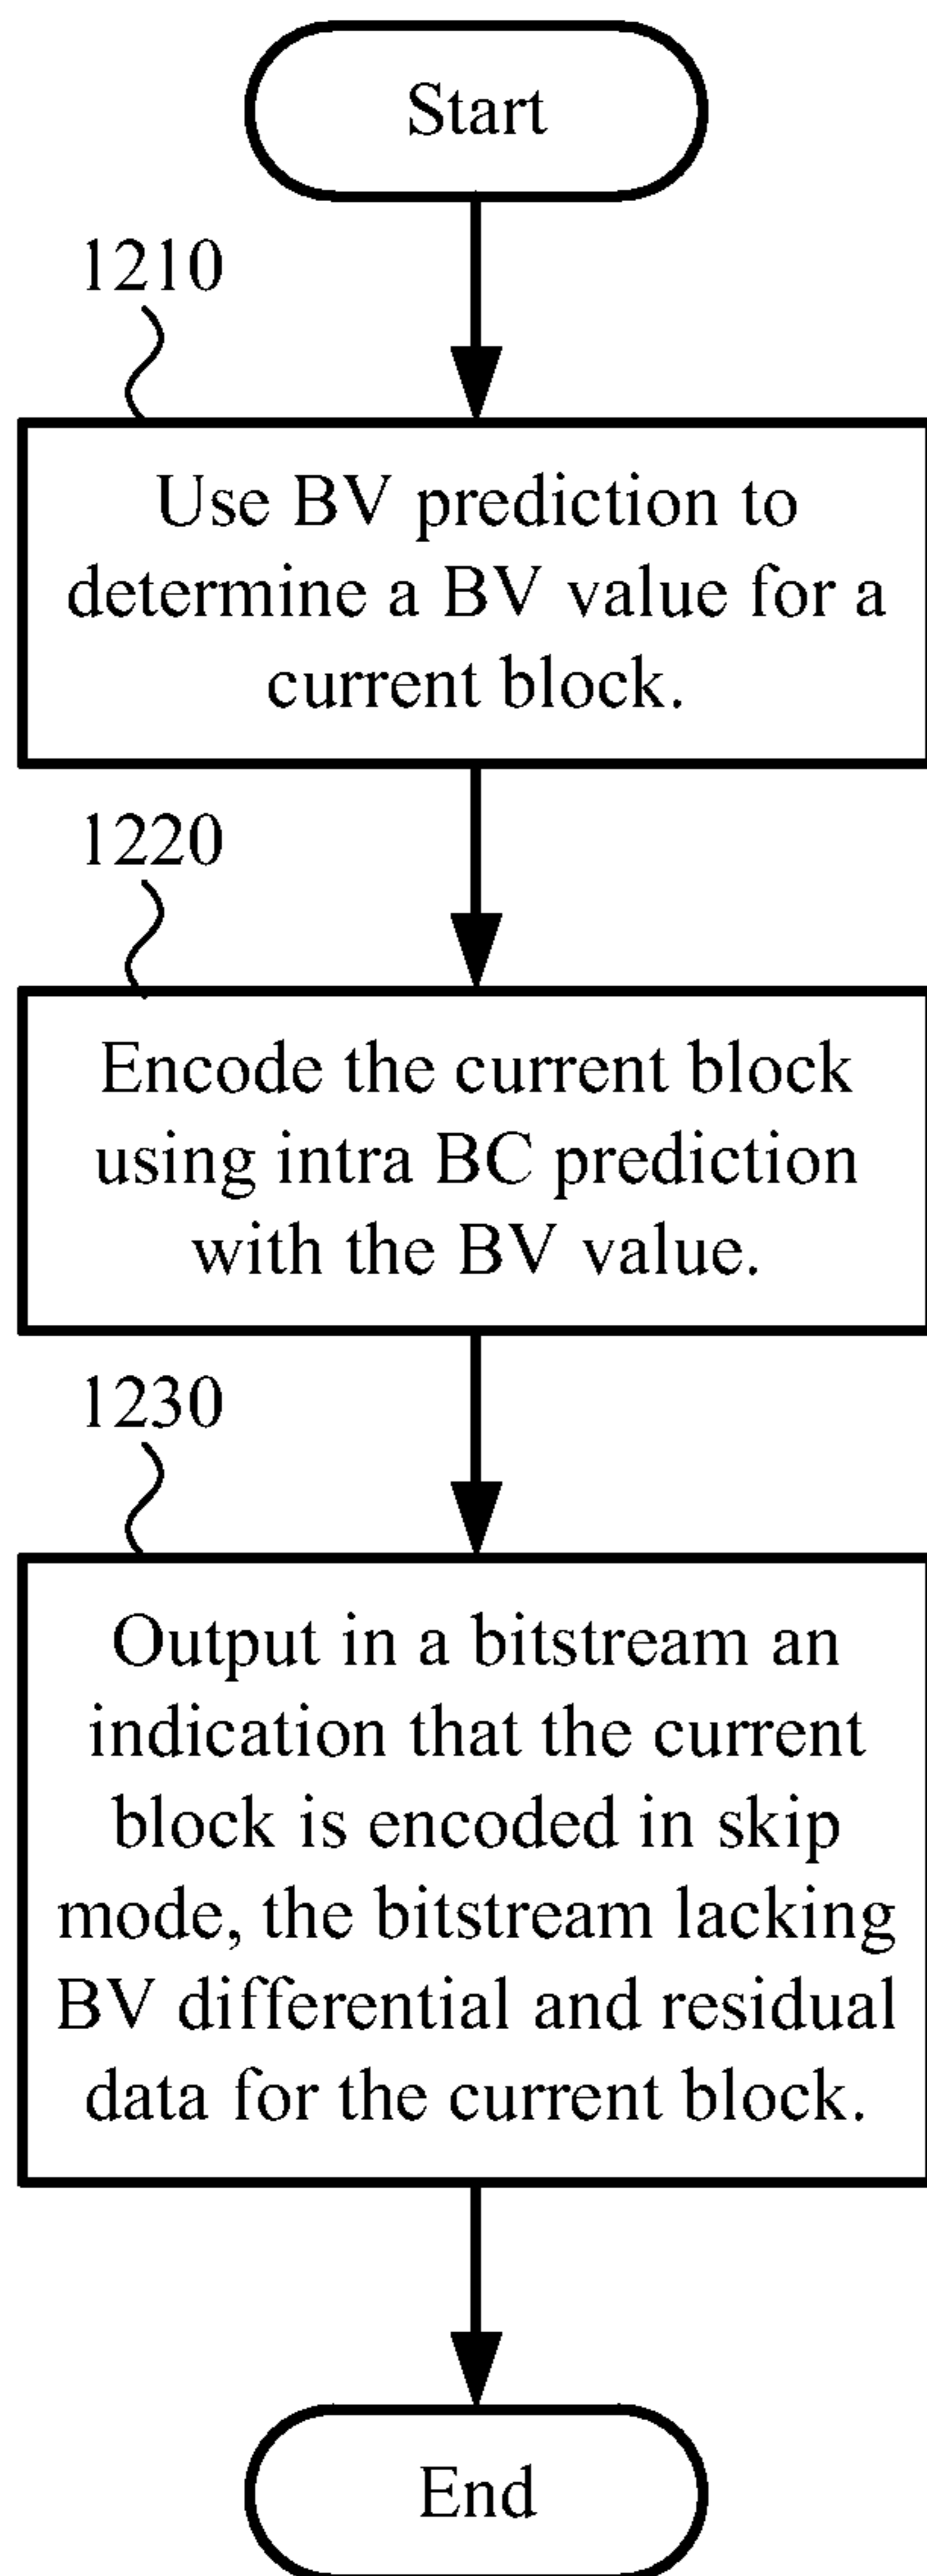 Start
1210
Use BV prediction to
determine a BV value for a
current block.
1220
Encode the current block
using intra BC prediction
with the BV value.
1230
Output in a bitstream an
indication that the current
block is encoded in skip
mode, the bitstream lacking
BV differential and residual
data for the current block.
End